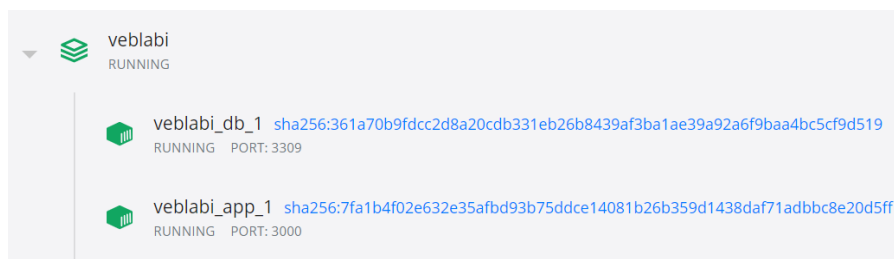 veblabi
RUNNING
veblabi_db_1 sha256:361a70b9fdcc2d8a20cdb331eb26b8439af3ba1ae39a92a6f9baa4bc5cf9d519
RUNNING PORT: 3309
veblabi_app_1 sha256:7fa1b4f02e632e35afbd93b75ddce14081b26b359d1438daf71adbbc8e20d5ff
RUNNING PORT: 3000